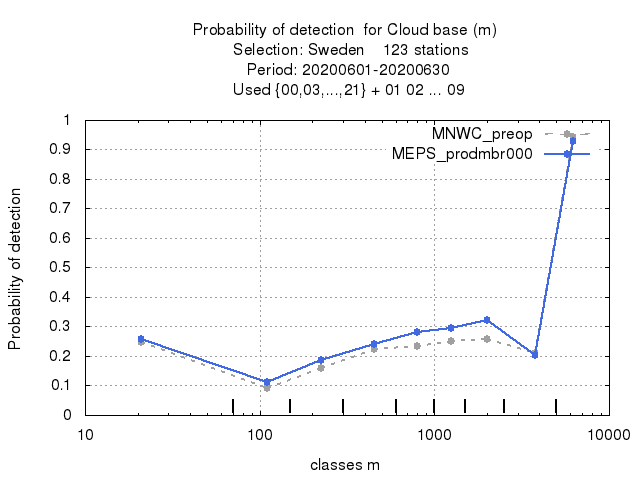 Probability of detection  for Cloud base (m)
Selection: Sweden    123 stations
Period: 20200601-20200630
Used {00,03,...,21} + 01 02 ... 09
MNWC_preop
MEPS_prodmbr000
Probability of detection
1
0.9
0.8
0.7
0.6
0.5
0.4
0.3
0.2
0.1
0
10 100 1000 10000
classes m